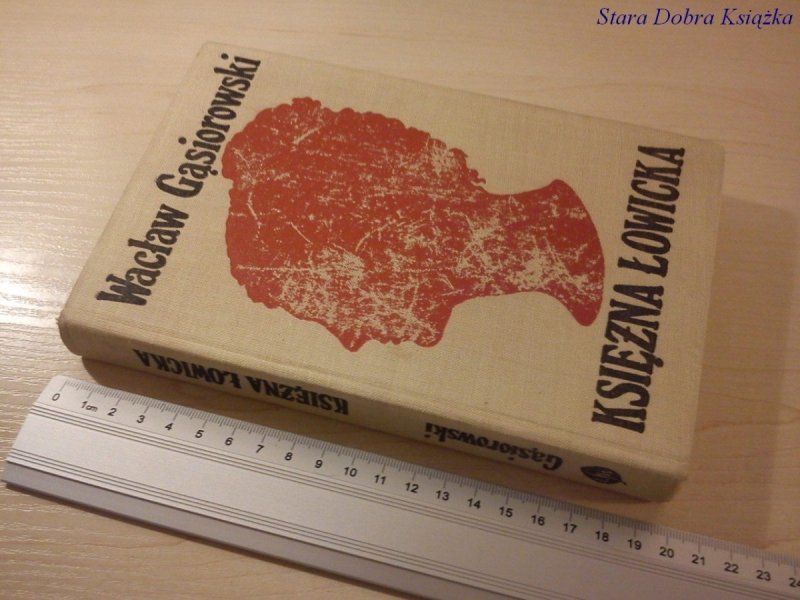 Stara Dobra Książka
Wacław Gąsiorowski
KSIĘŻNA ŁOWICKA
KSIĘŻNA ŁOWICKA
Gąsiorowski
0 1cm 2 3 4 5 6 7 8 9 10 11 12 13 14 15 16 17 18 19 20 21 22 23 24